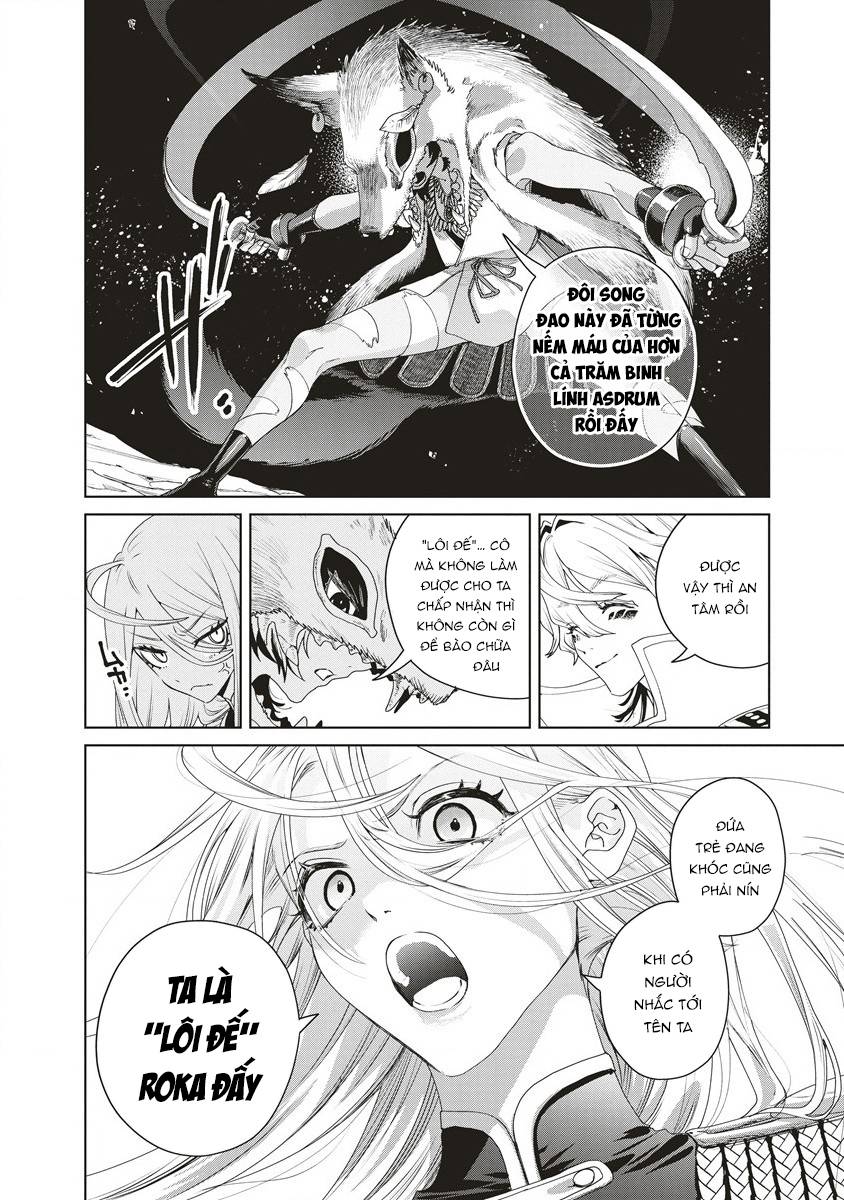 ĐÔI SONG
ĐAO NÀY ĐÃ TỪNG
NẾM MÁU CỦA HƠN
CẢ TRĂM BINH
LÍNH ASDRUM
RỒI ĐẤY
ĐƯỢC
VẬY THÌ AN
TÂM RỒI
"LÔI ĐẾ"... CÔ
MÀ KHÔNG LÀM
ĐƯỢC CHO TA
CHẤP NHẬN THÌ
KHÔNG CÒN GÌ
ĐỂ BÀO CHỮA
ĐÂU
ĐỨA
TRẺ ĐANG
KHÓC CŨNG
PHẢI NÍN
KHI CÓ
NGƯỜI
NHẮC TỚI
TÊN TA
TA LÀ
"LÔI ĐẾ"
ROKA ĐẤY